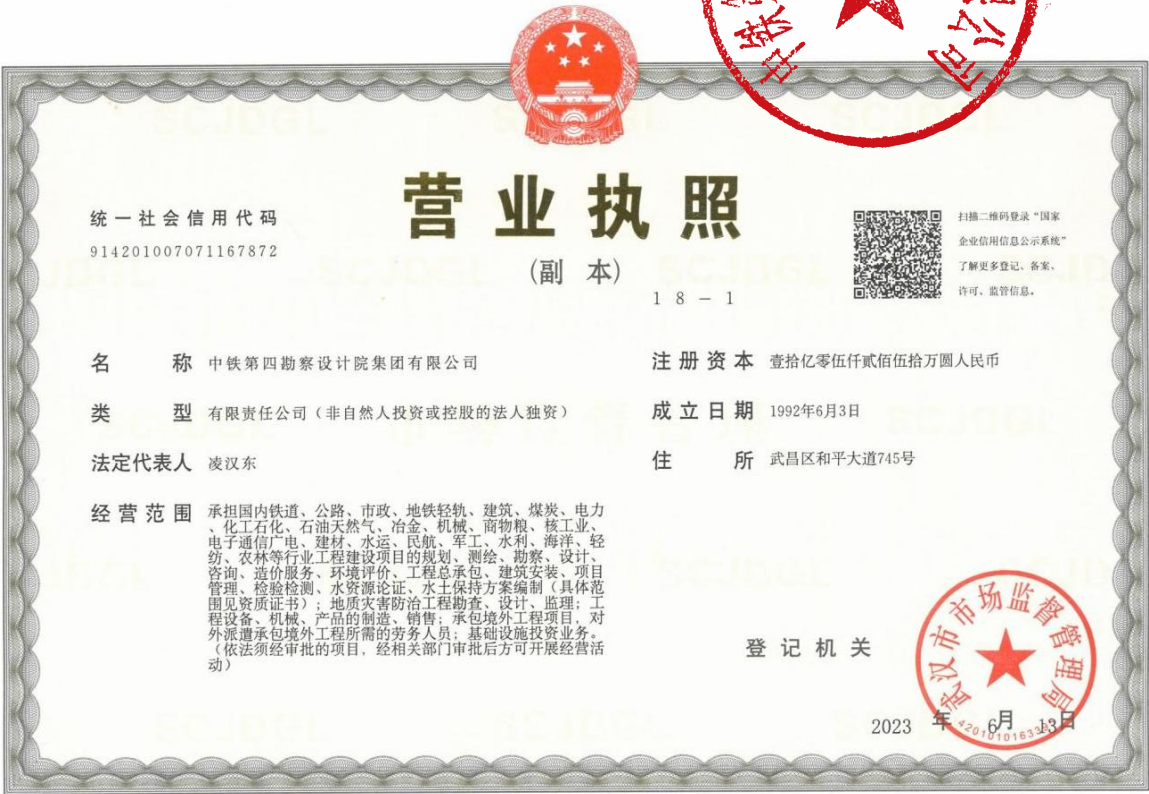 营业执照
(副 本)
18-1
统一社会信用代码
914201007071167872
扫描二维码登录“国家
企业信用信息公示系统”
了解更多登记、备案、
许可、监管信息。
名 称 中铁第四勘察设计院集团有限公司
类 型 有限责任公司（非自然人投资或控股的法人独资）
法定代表人 凌汉东
经营范围 承担国内铁道、公路、市政、地铁轻轨、建筑、煤炭、电力
、化工石化、石油天然气、冶金、机械、商物粮、核工业、
电子通信广电、建材、水运、民航、军工、水利、海洋、轻
纺、农林等行业工程建设项目的规划、测绘、勘察、设计、
咨询、造价服务、环境评价、工程总承包、建筑安装、项目
管理、检验检测、水资源论证、水土保持方案编制（具体范
围见资质证书）；地质灾害防治工程勘查、设计、监理；工
程设备、机械、产品的制造、销售；承包境外工程项目，对
外派遣承包境外工程所需的劳务人员；基础设施投资业务。
（依法须经审批的项目，经相关部门审批后方可开展经营活
动）
注册资本 壹拾亿零伍仟贰佰伍拾万圆人民币
成立日期 1992年6月3日
住 所 武昌区和平大道745号
登记机关
武汉市市场监督管理局
2023 年 6月 13日